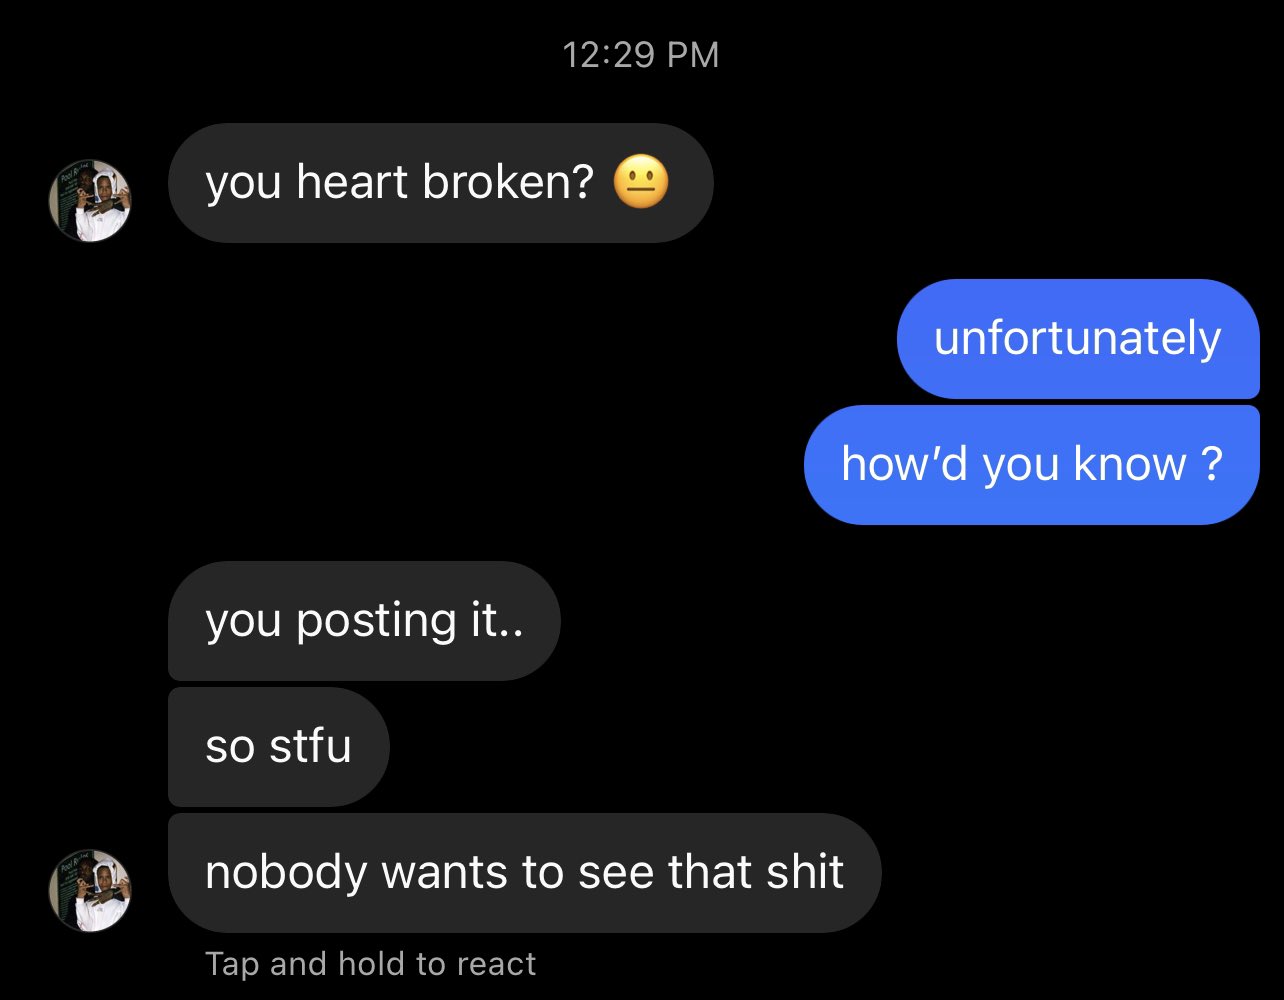 12:29 PM
you heart broken? 😐
unfortunately
how’d you know ?
you posting it..
so stfu
nobody wants to see that shit
Tap and hold to react